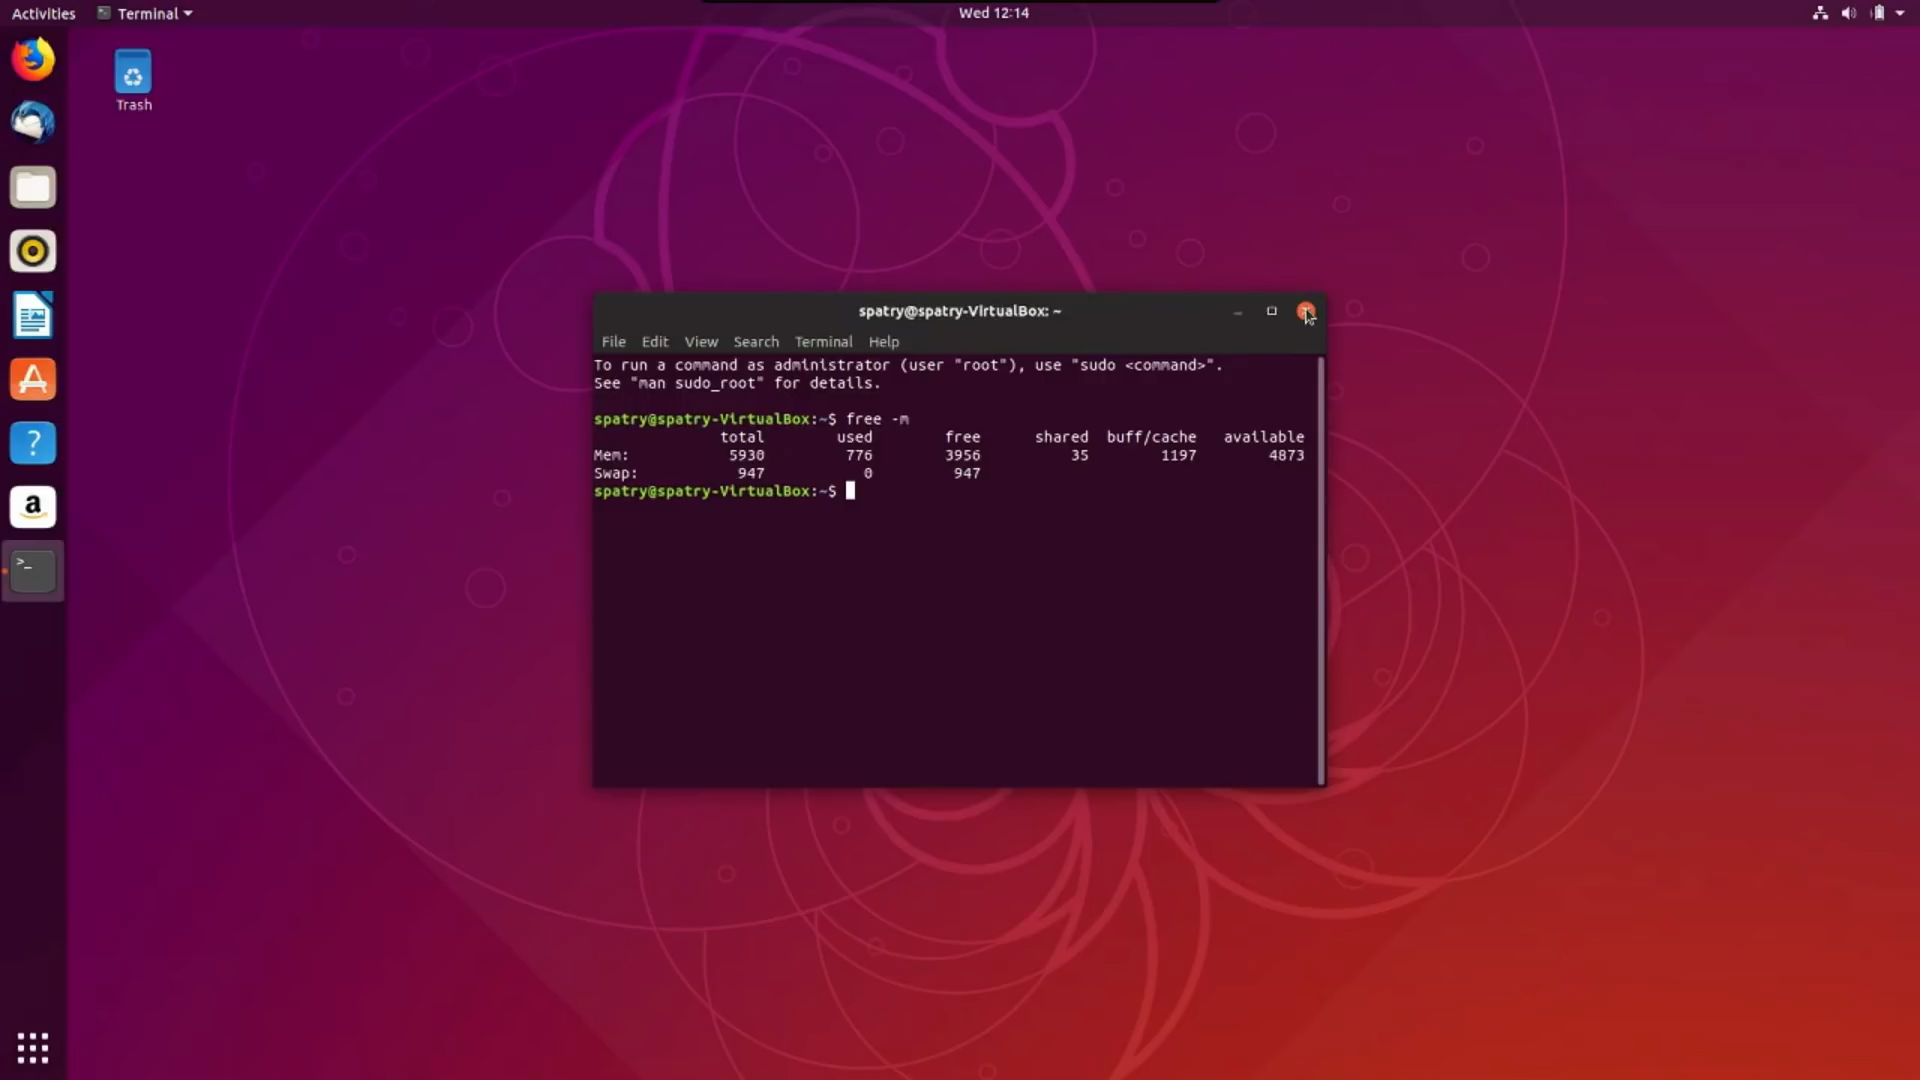 Activities Terminal Wed 12:14
Trash
spatry@spatry-VirtualBox: ~
File Edit View Search Terminal Help
To run a command as administrator (user "root"), use "sudo <command>".
See "man sudo_root" for details.
spatry@spatry-VirtualBox:~$ free -m
total used free shared buff/cache available
Mem: 5930 776 3956 35 1197 4873
Swap: 947 0 947
spatry@spatry-VirtualBox:~$